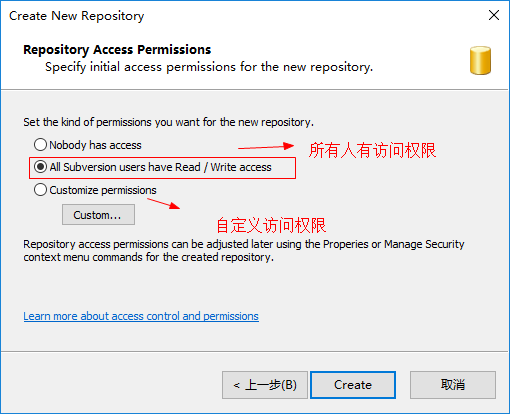 Create New Repository
Repository Access Permissions
Specify initial access permissions for the new repository.
Set the kind of permissions you want for the new repository.
Nobody has access
所有人有访问权限
All Subversion users have Read / Write access
Customize permissions
Custom...
自定义访问权限
Repository access permissions can be adjusted later using the Properies or Manage Security
context menu commands for the created repository.
Learn more about access control and permissions
< 上一步(B)
Create
取消